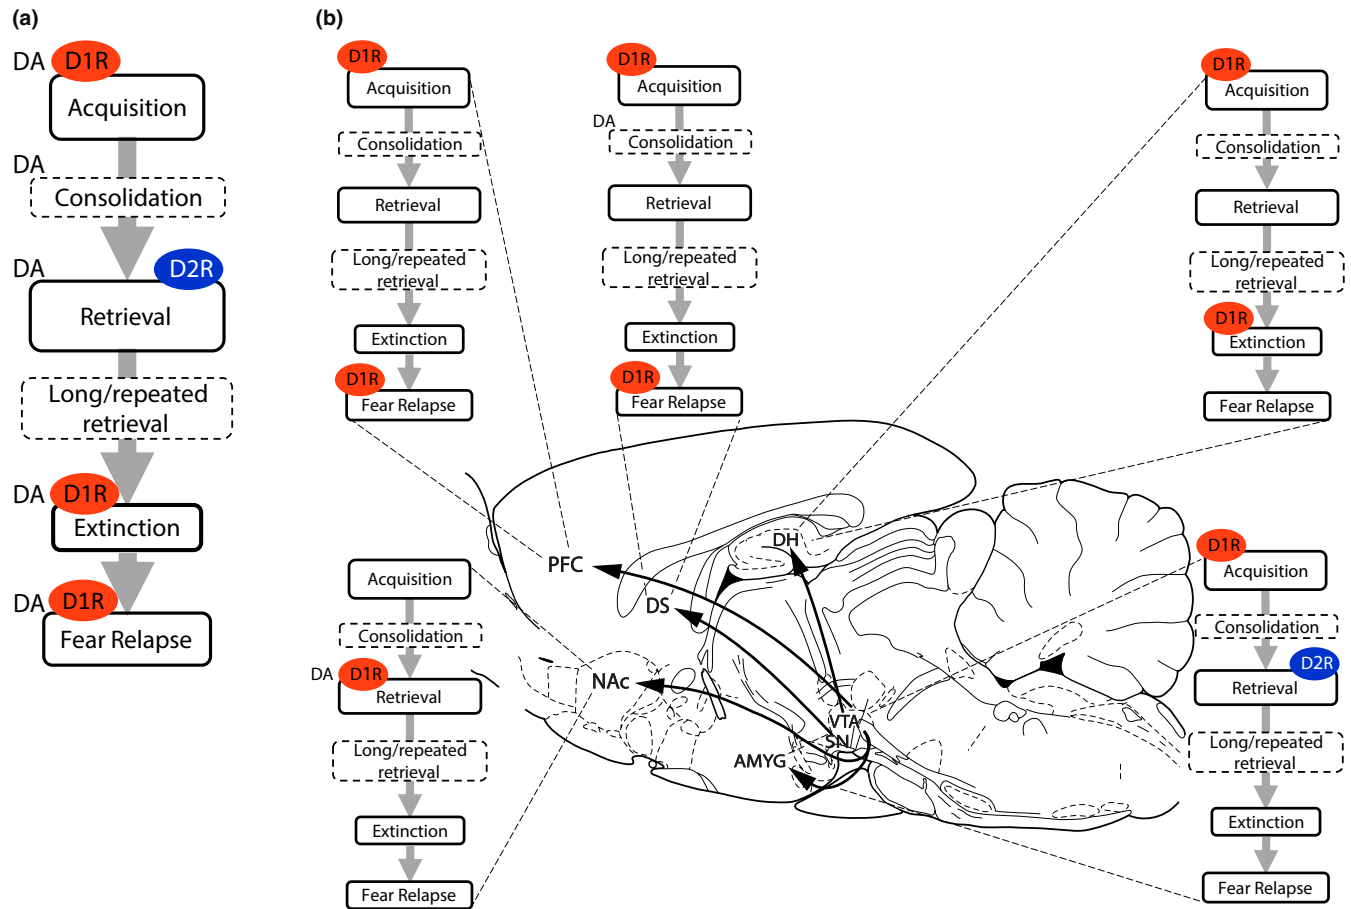 (a)
DA D1R
Acquisition
DA
Consolidation
DA D2R
Retrieval
Long/repeated
retrieval
DA D1R
Extinction
DA D1R
Fear Relapse
(b)
D1R
Acquisition
Consolidation
Retrieval
Long/repeated
retrieval
Extinction
D1R
Fear Relapse
D1R
Acquisition
DA
Consolidation
Retrieval
Long/repeated
retrieval
Extinction
D1R
Fear Relapse
D1R
Acquisition
Consolidation
Retrieval
Long/repeated
retrieval
D1R
Extinction
Fear Relapse
Acquisition
Consolidation
DA D1R
Retrieval
Long/repeated
retrieval
Extinction
Fear Relapse
PFC
DH
DS
NAc
VTA
SN
AMYG
D1R
Acquisition
Consolidation
D2R
Retrieval
Long/repeated
retrieval
Extinction
Fear Relapse